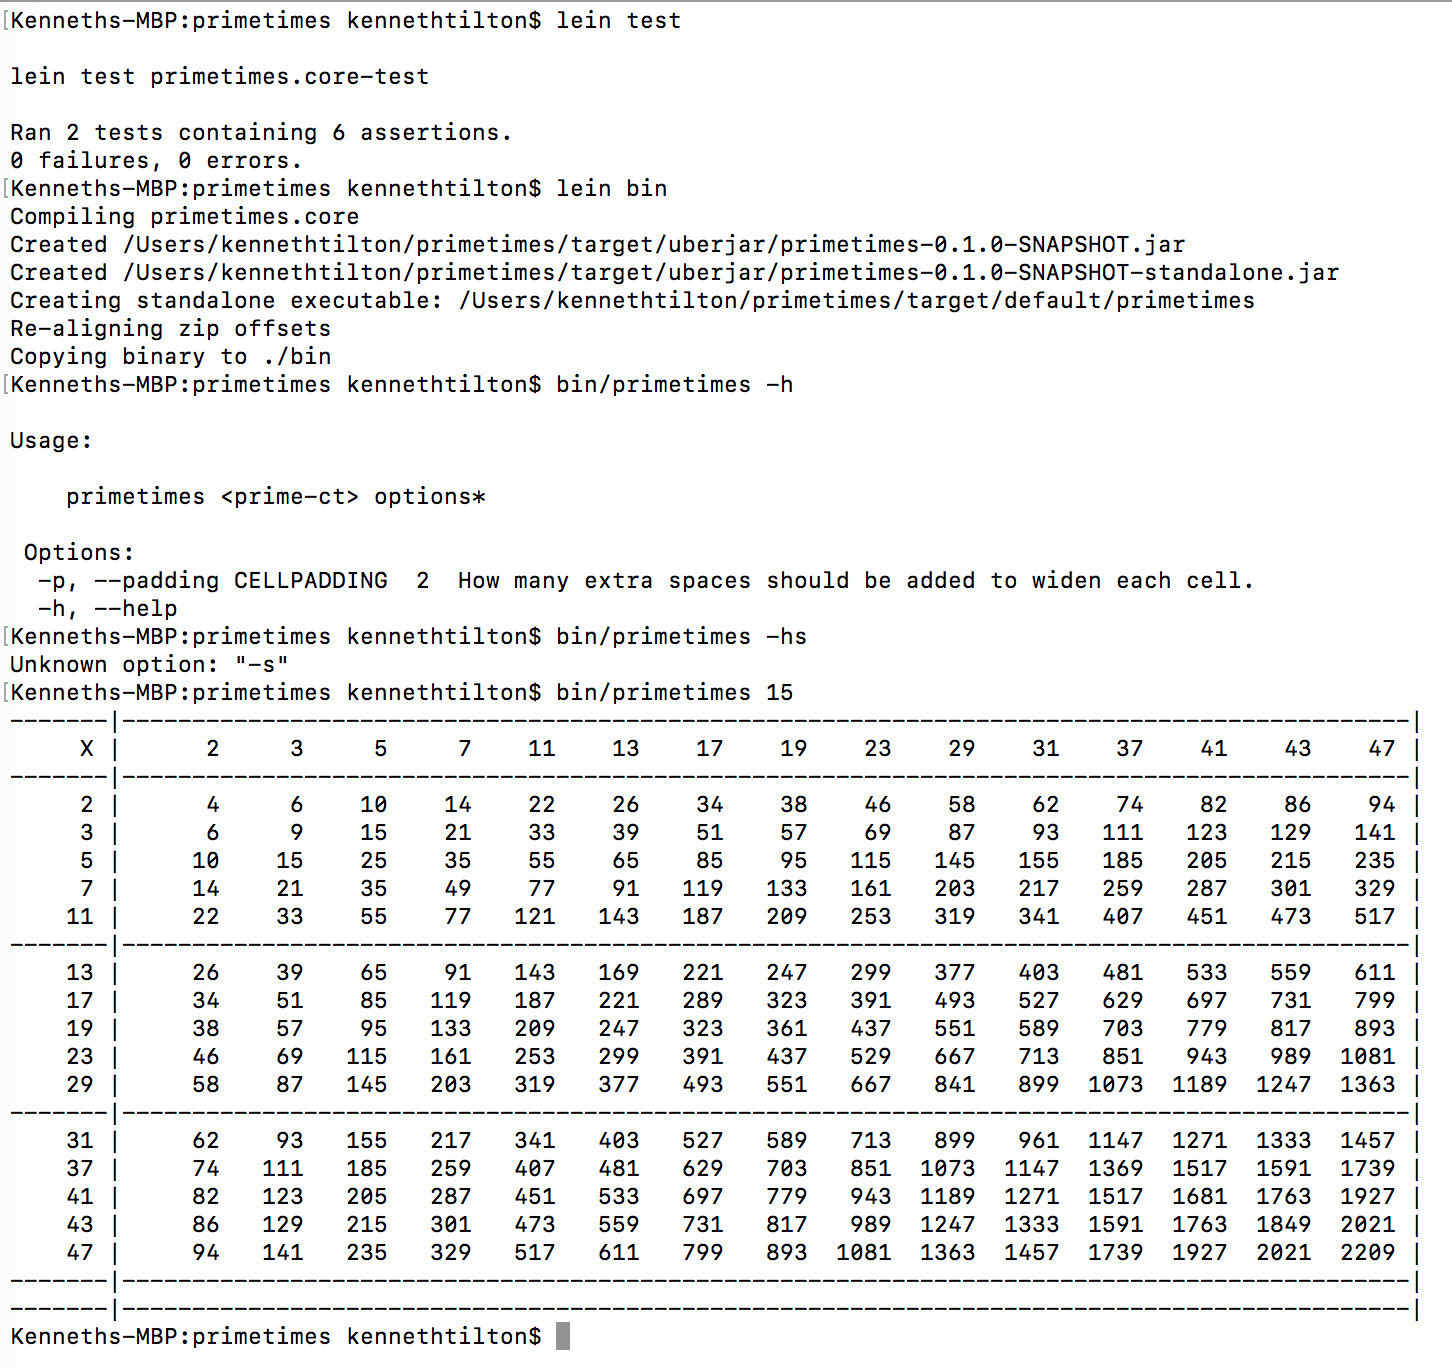 [Kenneths-MBP:primetimes kennethtilton$ lein test
lein test primetimes.core-test
Ran 2 tests containing 6 assertions.
0 failures, 0 errors.
[Kenneths-MBP:primetimes kennethtilton$ lein bin
Compiling primetimes.core
Created /Users/kennethtilton/primetimes/target/uberjar/primetimes-0.1.0-SNAPSHOT.jar
Created /Users/kennethtilton/primetimes/target/uberjar/primetimes-0.1.0-SNAPSHOT-standalone.jar
Creating standalone executable: /Users/kennethtilton/primetimes/target/default/primetimes
Re-aligning zip offsets
Copying binary to ./bin
[Kenneths-MBP:primetimes kennethtilton$ bin/primetimes -h
Usage:
    primetimes <prime-ct> options*
 Options:
  -p, --padding CELLPADDING  2  How many extra spaces should be added to widen each cell.
  -h, --help
[Kenneths-MBP:primetimes kennethtilton$ bin/primetimes -hs
Unknown option: "-s"
[Kenneths-MBP:primetimes kennethtilton$ bin/primetimes 15
-------|--------------------------------------------------------------------------------------------|
     X |      2     3     5     7    11    13    17    19    23    29    31    37    41    43    47 |
-------|--------------------------------------------------------------------------------------------|
     2 |      4     6    10    14    22    26    34    38    46    58    62    74    82    86    94 |
     3 |      6     9    15    21    33    39    51    57    69    87    93   111   123   129   141 |
     5 |     10    15    25    35    55    65    85    95   115   145   155   185   205   215   235 |
     7 |     14    21    35    49    77    91   119   133   161   203   217   259   287   301   329 |
    11 |     22    33    55    77   121   143   187   209   253   319   341   407   451   473   517 |
-------|--------------------------------------------------------------------------------------------|
    13 |     26    39    65    91   143   169   221   247   299   377   403   481   533   559   611 |
    17 |     34    51    85   119   187   221   289   323   391   493   527   629   697   731   799 |
    19 |     38    57    95   133   209   247   323   361   437   551   589   703   779   817   893 |
    23 |     46    69   115   161   253   299   391   437   529   667   713   851   943   989  1081 |
    29 |     58    87   145   203   319   377   493   551   667   841   899  1073  1189  1247  1363 |
-------|--------------------------------------------------------------------------------------------|
    31 |     62    93   155   217   341   403   527   589   713   899   961  1147  1271  1333  1457 |
    37 |     74   111   185   259   407   481   629   703   851  1073  1147  1369  1517  1591  1739 |
    41 |     82   123   205   287   451   533   697   779   943  1189  1271  1517  1681  1763  1927 |
    43 |     86   129   215   301   473   559   731   817   989  1247  1333  1591  1763  1849  2021 |
    47 |     94   141   235   329   517   611   799   893  1081  1363  1457  1739  1927  2021  2209 |
-------|--------------------------------------------------------------------------------------------|
-------|--------------------------------------------------------------------------------------------|
Kenneths-MBP:primetimes kennethtilton$